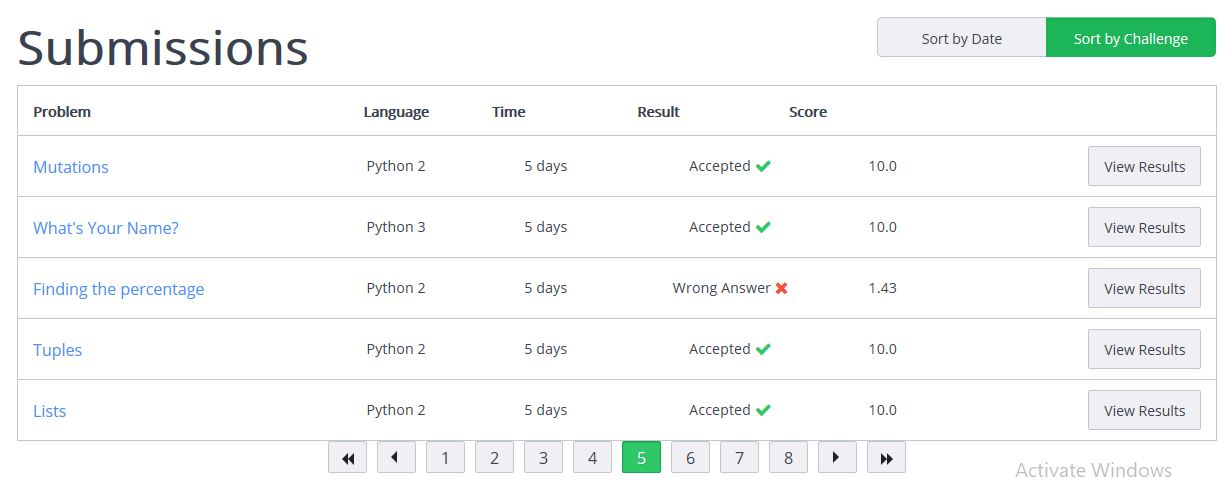 Submissions
Sort by Date Sort by Challenge
Problem Language Time Result Score
Mutations Python 2 5 days Accepted 10.0 View Results
What's Your Name? Python 3 5 days Accepted 10.0 View Results
Finding the percentage Python 2 5 days Wrong Answer 1.43 View Results
Tuples Python 2 5 days Accepted 10.0 View Results
Lists Python 2 5 days Accepted 10.0 View Results
1 2 3 4 5 6 7 8
Activate Windows